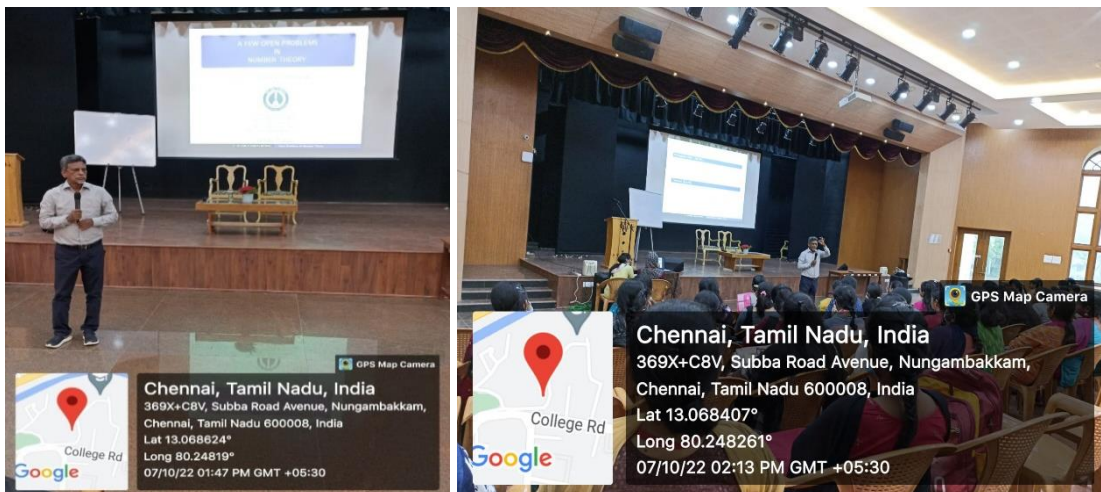 A FEW OPEN PROBLEMS
IN
NUMBER THEORY
GPS Map Camera
Chennai, Tamil Nadu, India
369X+C8V, Subba Road Avenue, Nungambakkam,
Chennai, Tamil Nadu 600008, India
Lat 13.068624°
Long 80.24819°
07/10/22 01:47 PM GMT +05:30
College Rd
Google
GPS Map Camera
Chennai, Tamil Nadu, India
369X+C8V, Subba Road Avenue, Nungambakkam,
Chennai, Tamil Nadu 600008, India
Lat 13.068407°
Long 80.248261°
07/10/22 02:13 PM GMT +05:30
College Rd
Google